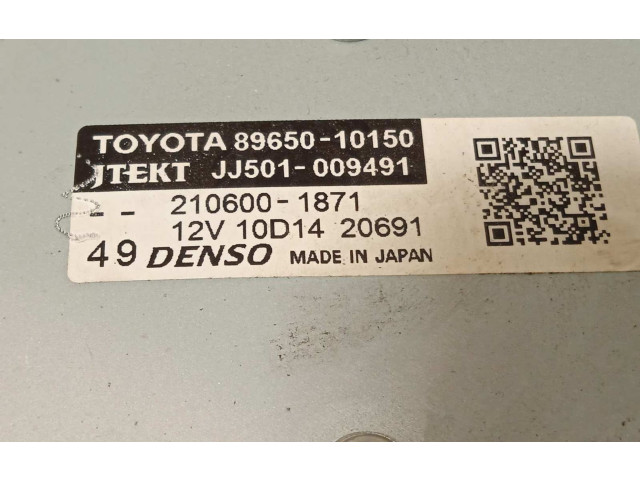 TOYOTA 89650-10150
JTEKT JJ501-009491
-- 210600-1871
12V 10D14 20691
49 DENSO MADE IN JAPAN